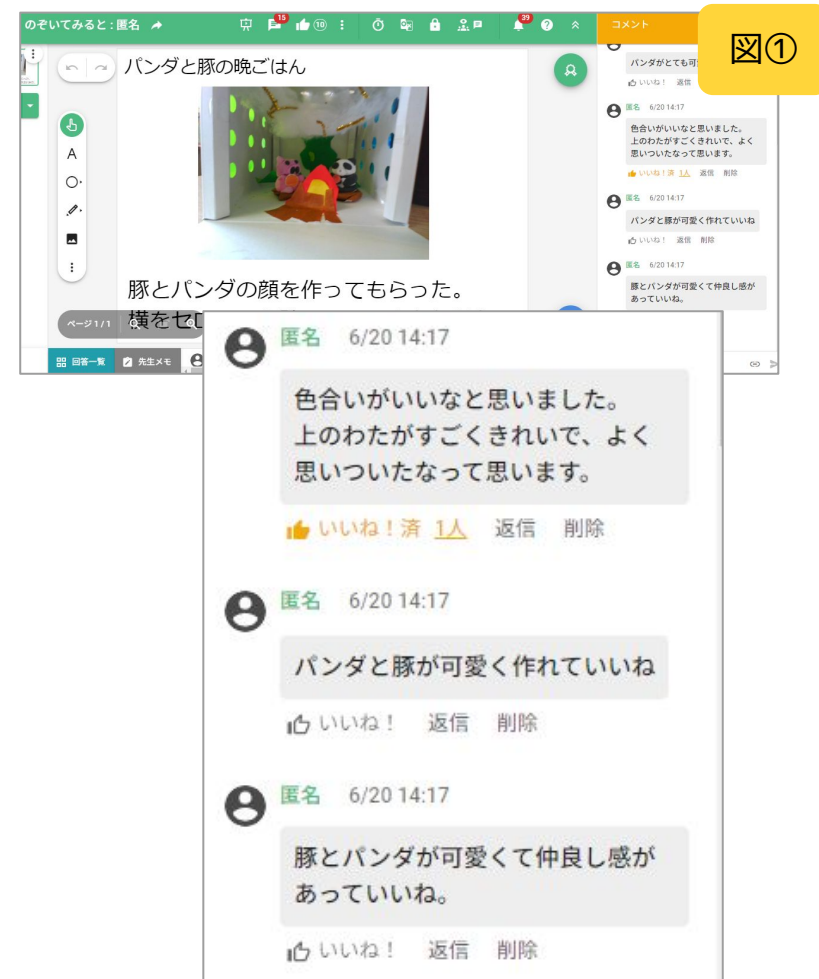 図①
のぞいてみると:匿名
15
10
39
コメント
パンダと豚の晩ごはん
A
豚とパンダの顔を作ってもらった。
横をセロ
ページ1/1
回答一覧
先生メモ
パンダがとても可
いいね! 返信
匿名 6/20 14:17
色合いがいいなと思いました。
上のわたがすごくきれいで、よく
思いついたなって思います。
いいね!済 1人 返信 削除
匿名 6/20 14:17
パンダと豚が可愛く作れていいね
いいね! 返信 削除
匿名 6/20 14:17
豚とパンダが可愛くて仲良し感が
あっていいね。
匿名 6/20 14:17
色合いがいいなと思いました。
上のわたがすごくきれいで、よく
思いついたなって思います。
いいね!済 1人 返信 削除
匿名 6/20 14:17
パンダと豚が可愛く作れていいね
いいね! 返信 削除
匿名 6/20 14:17
豚とパンダが可愛くて仲良し感が
あっていいね。
いいね! 返信 削除